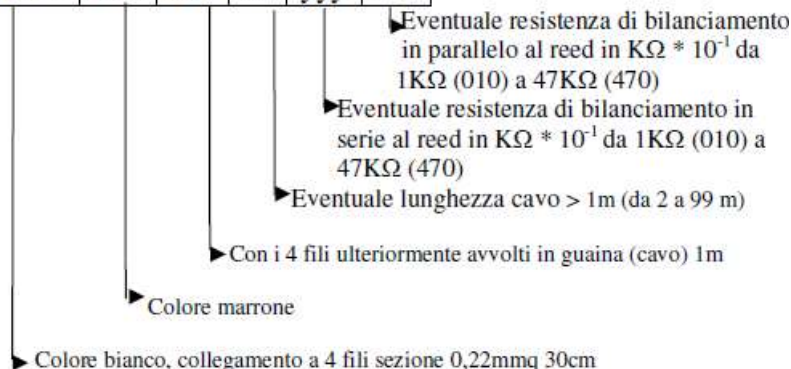 Eventuale resistenza di bilanciamento
in parallelo al reed in KΩ * 10⁻¹ da
1KΩ (010) a 47KΩ (470)
Eventuale resistenza di bilanciamento in
serie al reed in KΩ * 10⁻¹ da 1KΩ (010) a
47KΩ (470)
Eventuale lunghezza cavo > 1m (da 2 a 99 m)
Con i 4 fili ulteriormente avvolti in guaina (cavo) 1m
Colore marrone
Colore bianco, collegamento a 4 fili sezione 0,22mmq 30cm